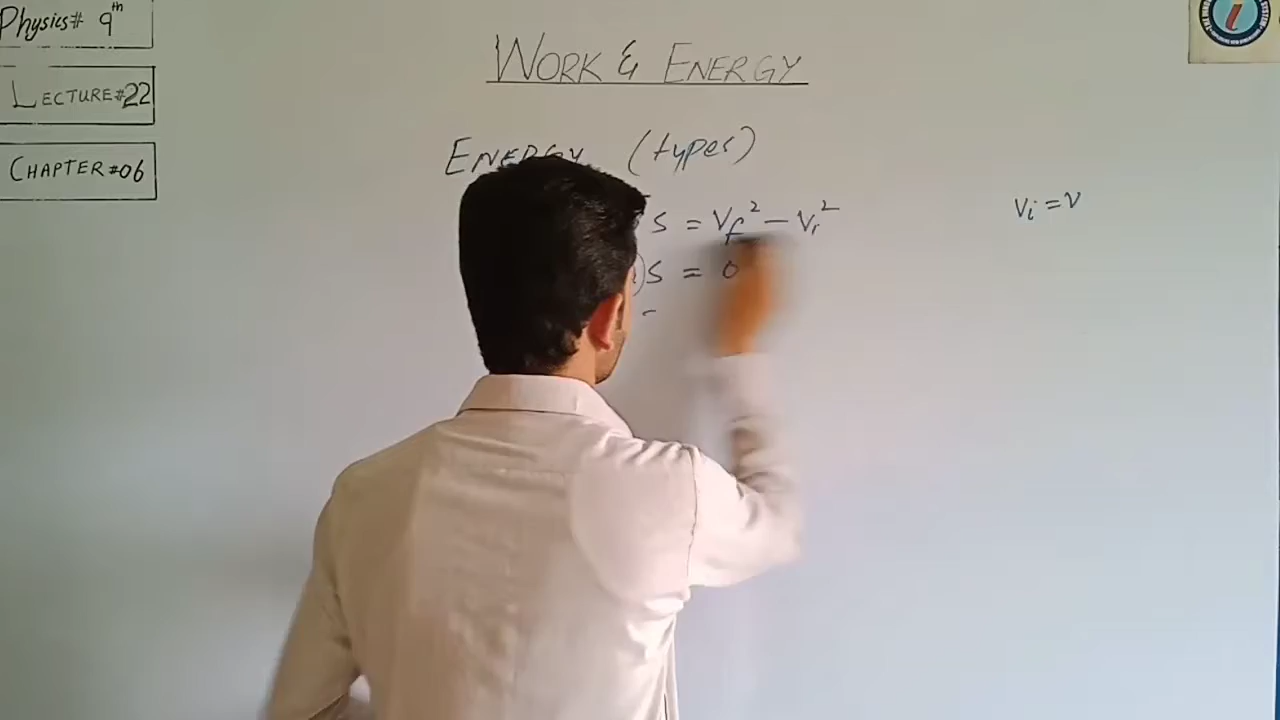 Physics# 9th
LECTURE#22
CHAPTER#06
WORK & ENERGY
ENERGY (types)
S = Vf² - Vi²
)S = 0
Vi = V